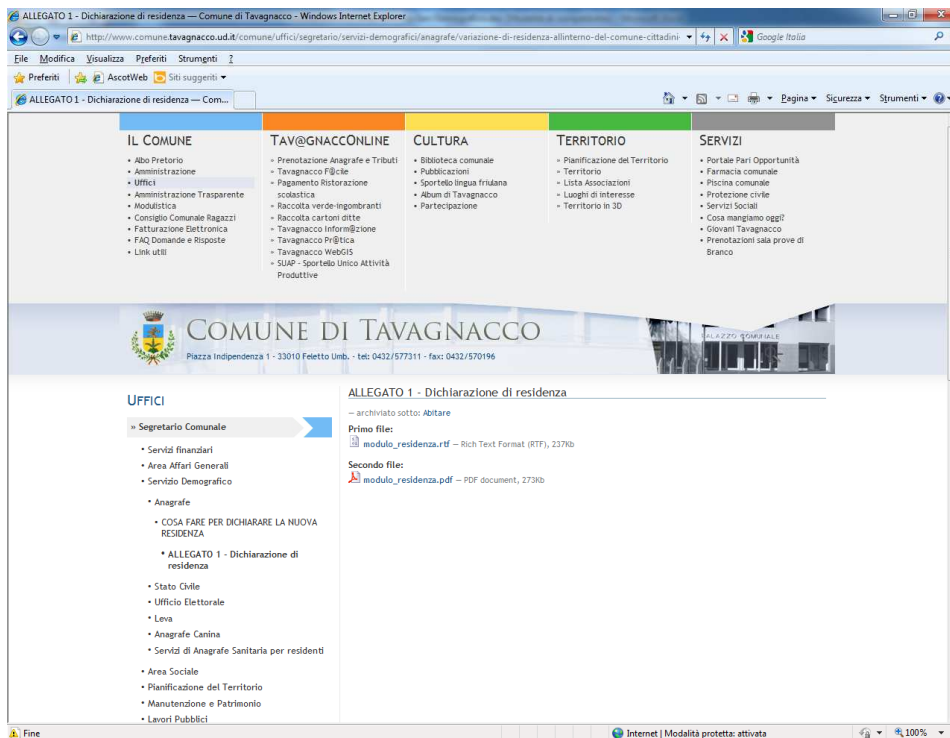 ALLEGATO 1 - Dichiarazione di residenza — Comune di Tavagnacco - Windows Internet Explorer
http://www.comune.tavagnacco.ud.it/comune/uffici/segretario/servizi-demografici/anagrafe/variazione-di-residenza-allinterno-del-comune-cittadini-
Google Italia
File Modifica Visualizza Preferiti Strumenti ?
Preferiti AscotWeb Siti suggeriti
ALLEGATO 1 - Dichiarazione di residenza — Com...
Pagina Sicurezza Strumenti
IL COMUNE
• Albo Pretorio
• Amministrazione
• Uffici
• Amministrazione Trasparente
• Modulistica
• Consiglio Comunale Ragazzi
• Fatturazione Elettronica
• FAQ Domande e Risposte
• Link utili
TAV@GNACCONLINE
» Prenotazione Anagrafe e Tributi
» Tavagnacco F@cile
» Pagamento Ristorazione
scolastica
» Raccolta verde-ingombranti
» Raccolta cartoni ditte
» Tavagnacco Inform@zione
» Tavagnacco Pr@tica
» Tavagnacco WebGIS
» SUAP - Sportello Unico Attività
Produttive
CULTURA
• Biblioteca comunale
• Pubblicazioni
• Sportello lingua friulana
• Album di Tavagnacco
• Partecipazione
TERRITORIO
» Pianificazione del Territorio
» Territorio
» Lista Associazioni
» Luoghi di interesse
» Territorio in 3D
SERVIZI
• Portale Pari Opportunità
• Farmacia comunale
• Piscina comunale
• Protezione civile
• Servizi Sociali
• Cosa mangiamo oggi?
• Giovani Tavagnacco
• Prenotazioni sala prove di
Branco
COMUNE DI TAVAGNACCO
Piazza Indipendenza 1 - 33010 Feletto Umb. - tel: 0432/577311 - fax: 0432/570196
PALAZZO COMUNALE
UFFICI
» Segretario Comunale
• Servizi finanziari
• Area Affari Generali
• Servizio Demografico
• Anagrafe
• COSA FARE PER DICHIARARE LA NUOVA
RESIDENZA
• ALLEGATO 1 - Dichiarazione di
residenza
• Stato Civile
• Ufficio Elettorale
• Leva
• Anagrafe Canina
• Servizi di Anagrafe Sanitaria per residenti
• Area Sociale
• Pianificazione del Territorio
• Manutenzione e Patrimonio
• Lavori Pubblici
ALLEGATO 1 - Dichiarazione di residenza
— archiviato sotto: Abitare
Primo file:
modulo_residenza.rtf — Rich Text Format (RTF), 237Kb
Secondo file:
modulo_residenza.pdf — PDF document, 273Kb
Fine
Internet | Modalità protetta: attivata
100%